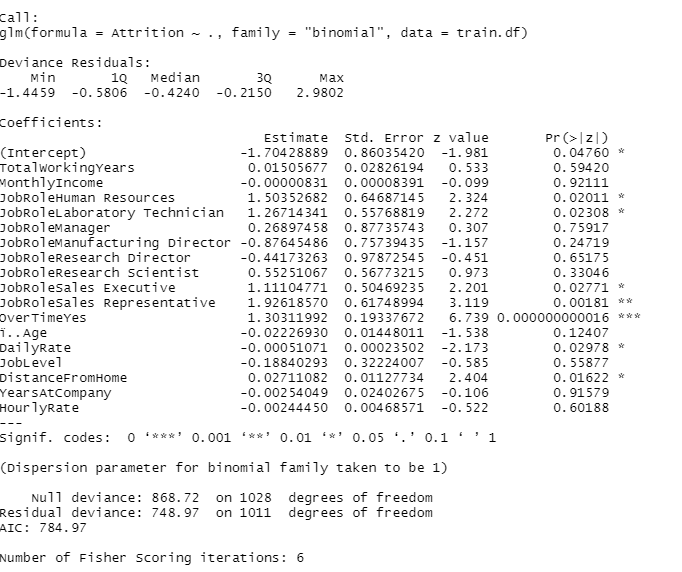 Call:
glm(formula = Attrition ~ ., family = "binomial", data = train.df)
Deviance Residuals:
Min 1Q Median 3Q Max
-1.4459 -0.5806 -0.4240 -0.2150 2.9802
Coefficients:
Estimate Std. Error z value Pr(>|z|)
(Intercept) -1.70428889 0.86035420 -1.981 0.04760 *
TotalWorkingYears 0.01505677 0.02826194 0.533 0.59420
MonthlyIncome -0.00000831 0.00008391 -0.099 0.92111
JobRoleHuman Resources 1.50352682 0.64687145 2.324 0.02011 *
JobRoleLaboratory Technician 1.26714341 0.55768819 2.272 0.02308 *
JobRoleManager 0.26897458 0.87735743 0.307 0.75917
JobRoleManufacturing Director -0.87645486 0.75739435 -1.157 0.24719
JobRoleResearch Director -0.44173263 0.97872545 -0.451 0.65175
JobRoleResearch Scientist 0.55251067 0.56773215 0.973 0.33046
JobRoleSales Executive 1.11104771 0.50469235 2.201 0.02771 *
JobRoleSales Representative 1.92618570 0.61748994 3.119 0.00181 **
OverTimeYes 1.30311992 0.19337672 6.739 0.000000000016 ***
ï..Age -0.02226930 0.01448011 -1.538 0.12407
DailyRate -0.00051071 0.00023502 -2.173 0.02978 *
JobLevel -0.18840293 0.32224007 -0.585 0.55877
DistanceFromHome 0.02711082 0.01127734 2.404 0.01622 *
YearsAtCompany -0.00254049 0.02402675 -0.106 0.91579
HourlyRate -0.00244450 0.00468571 -0.522 0.60188
---
Signif. codes: 0 ‘***’ 0.001 ‘**’ 0.01 ‘*’ 0.05 ‘.’ 0.1 ‘ ’ 1
(Dispersion parameter for binomial family taken to be 1)
Null deviance: 868.72 on 1028 degrees of freedom
Residual deviance: 748.97 on 1011 degrees of freedom
AIC: 784.97
Number of Fisher Scoring iterations: 6